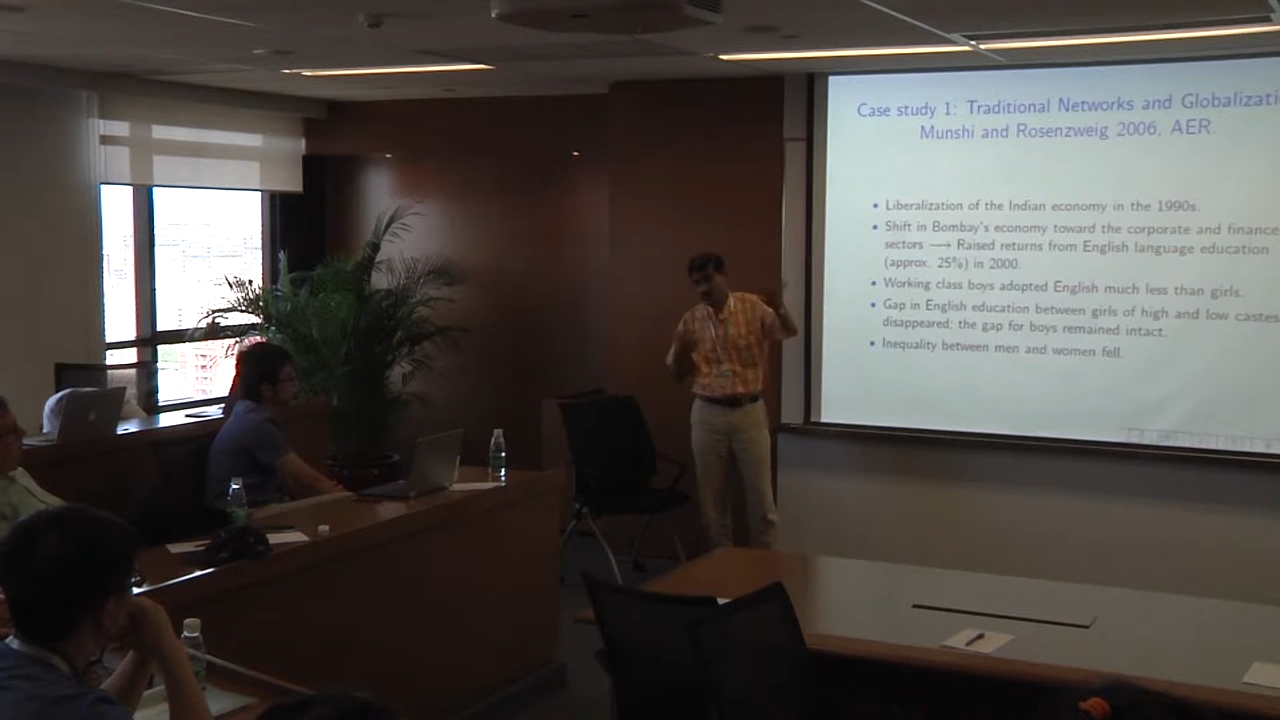 Case study 1: Traditional Networks and Globalizati
Munshi and Rosenzweig 2006, AER.
• Liberalization of the Indian economy in the 1990s.
• Shift in Bombay's economy toward the corporate and finance
sectors ⟶ Raised returns from English language education
(approx. 25%) in 2000.
• Working class boys adopted English much less than girls.
• Gap in English education between girls of high and low castes
disappeared; the gap for boys remained intact.
• Inequality between men and women fell.